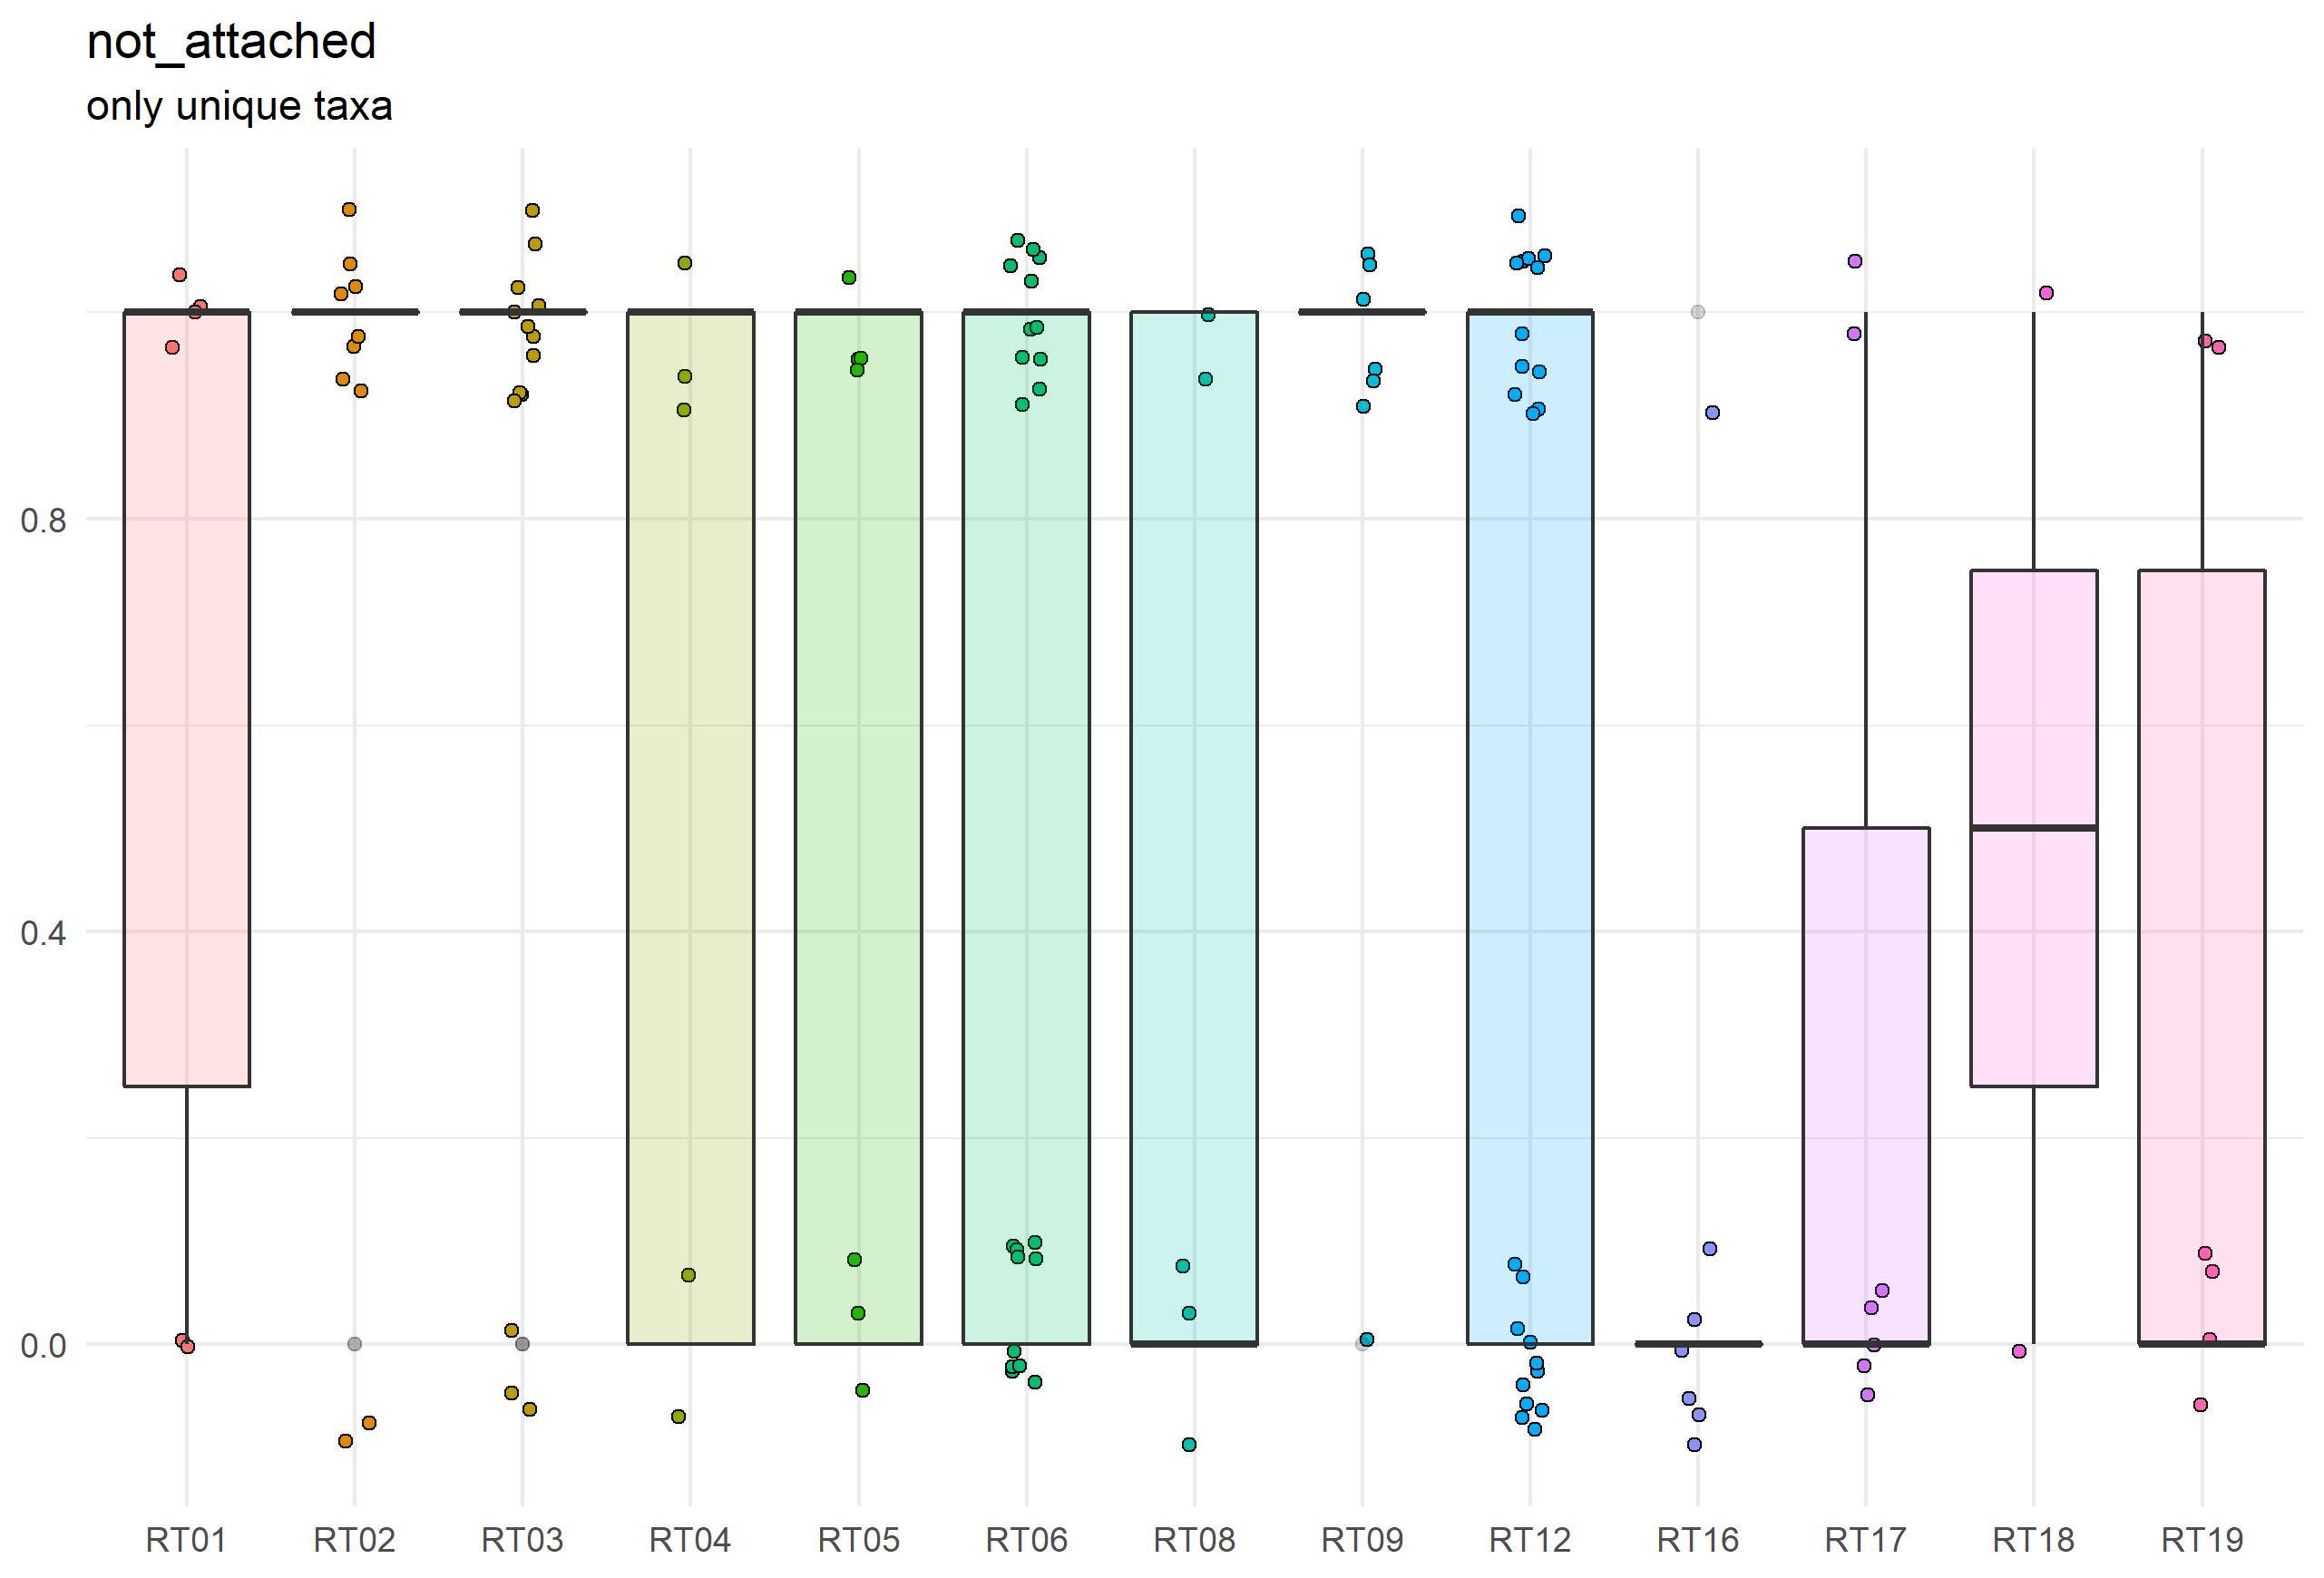 not_attached
only unique taxa
0.8
0.4
0.0
RT01 RT02 RT03 RT04 RT05 RT06 RT08 RT09 RT12 RT16 RT17 RT18 RT19